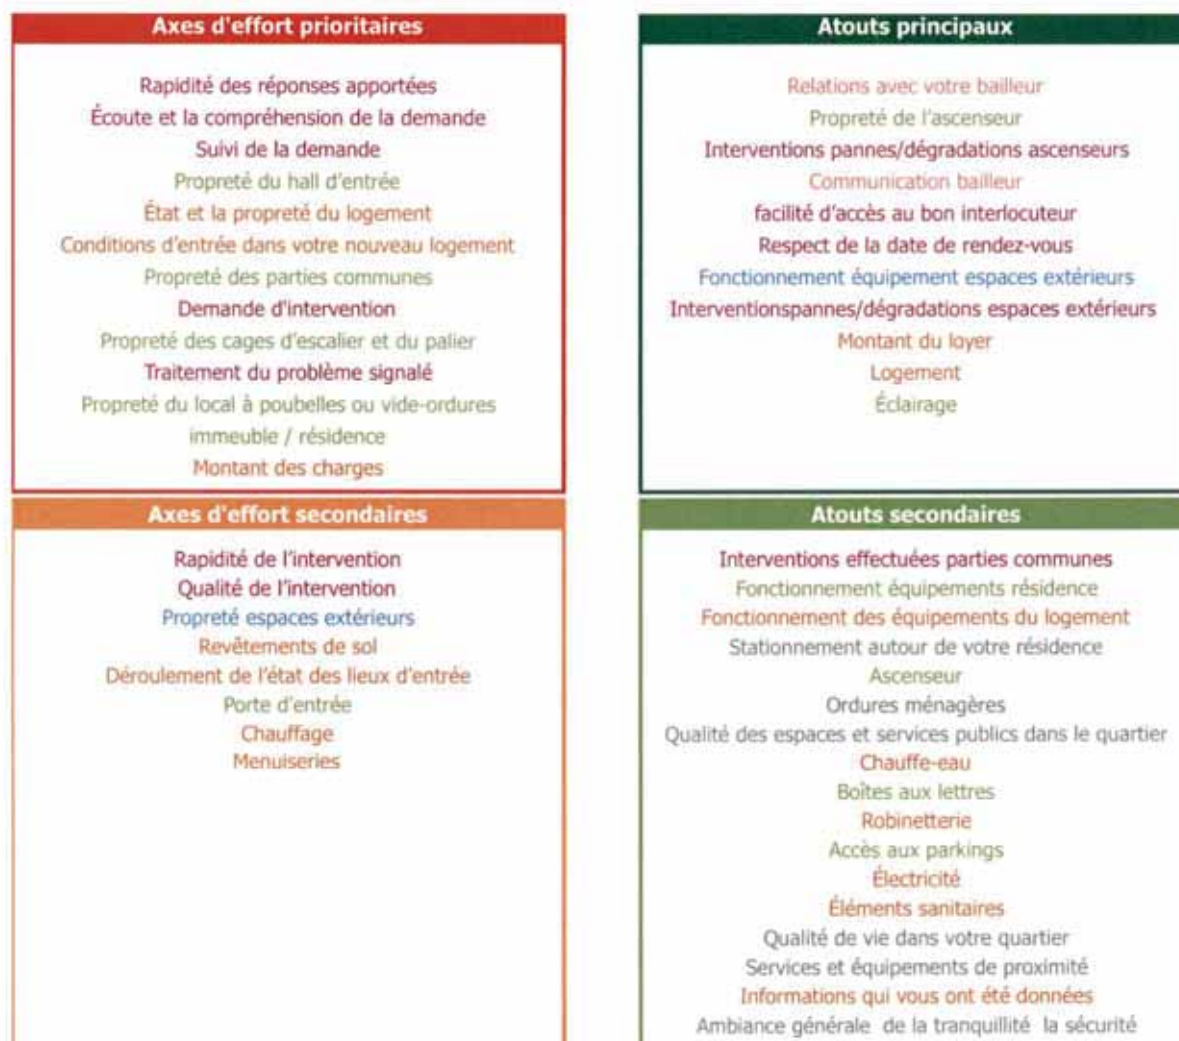 Axes d'effort prioritaires
Rapidité des réponses apportées
Écoute et la compréhension de la demande
Suivi de la demande
Propreté du hall d'entrée
État et la propreté du logement
Conditions d'entrée dans votre nouveau logement
Propreté des parties communes
Demande d'intervention
Propreté des cages d'escalier et du palier
Traitement du problème signalé
Propreté du local à poubelles ou vide-ordures
immeuble / résidence
Montant des charges
Atouts principaux
Relations avec votre bailleur
Propreté de l'ascenseur
Interventions pannes/dégradations ascenseurs
Communication bailleur
facilité d'accès au bon interlocuteur
Respect de la date de rendez-vous
Fonctionnement équipement espaces extérieurs
Interventionspannes/dégradations espaces extérieurs
Montant du loyer
Logement
Éclairage
Axes d'effort secondaires
Rapidité de l'intervention
Qualité de l'intervention
Propreté espaces extérieurs
Revêtements de sol
Déroulement de l'état des lieux d'entrée
Porte d'entrée
Chauffage
Menuiseries
Atouts secondaires
Interventions effectuées parties communes
Fonctionnement équipements résidence
Fonctionnement des équipements du logement
Stationnement autour de votre résidence
Ascenseur
Ordures ménagères
Qualité des espaces et services publics dans le quartier
Chauffe-eau
Boîtes aux lettres
Robinetterie
Accès aux parkings
Électricité
Éléments sanitaires
Qualité de vie dans votre quartier
Services et équipements de proximité
Informations qui vous ont été données
Ambiance générale de la tranquillité la sécurité